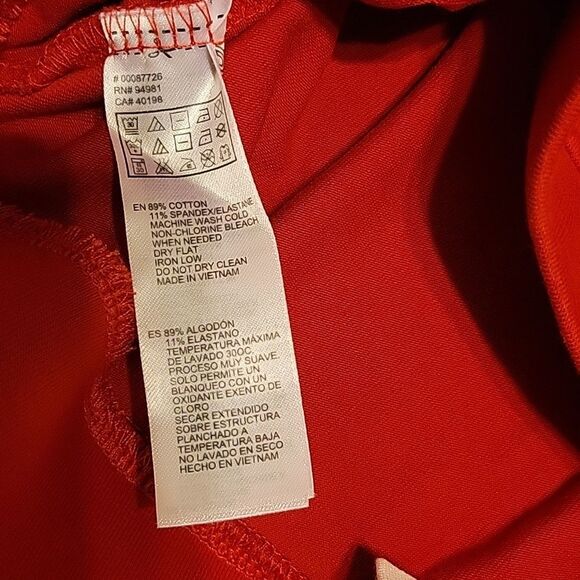 # 00087726
RN# 94981
CA# 40198
EN 89% COTTON
11% SPANDEX/ELASTANE
MACHINE WASH COLD
NON-CHLORINE BLEACH
WHEN NEEDED
DRY FLAT
IRON LOW
DO NOT DRY CLEAN
MADE IN VIETNAM
ES 89% ALGODÓN
11% ELASTANO
TEMPERATURA MÁXIMA
DE LAVADO 30OC.
PROCESO MUY SUAVE.
SOLO PERMITE UN
BLANQUEO CON UN
OXIDANTE EXENTO DE
CLORO
SECAR EXTENDIDO
SOBRE ESTRUCTURA
PLANCHADO A
TEMPERATURA BAJA
NO LAVADO EN SECO
HECHO EN VIETNAM